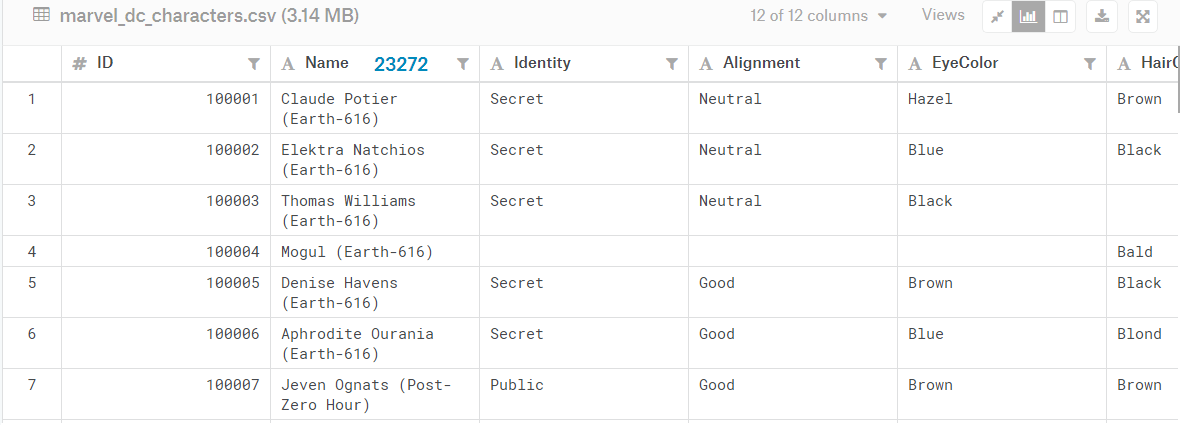 marvel_dc_characters.csv (3.14 MB) 12 of 12 columns Views
# ID A Name 23272 A Identity A Alignment A EyeColor A HairC
1 100001 Claude Potier Secret Neutral Hazel Brown
(Earth-616)
2 100002 Elektra Natchios Secret Neutral Blue Black
(Earth-616)
3 100003 Thomas Williams Secret Neutral Black
(Earth-616)
4 100004 Mogul (Earth-616) Bald
5 100005 Denise Havens Secret Good Brown Black
(Earth-616)
6 100006 Aphrodite Ourania Secret Good Blue Blond
(Earth-616)
7 100007 Jeven Ognats (Post- Public Good Brown Brown
Zero Hour)